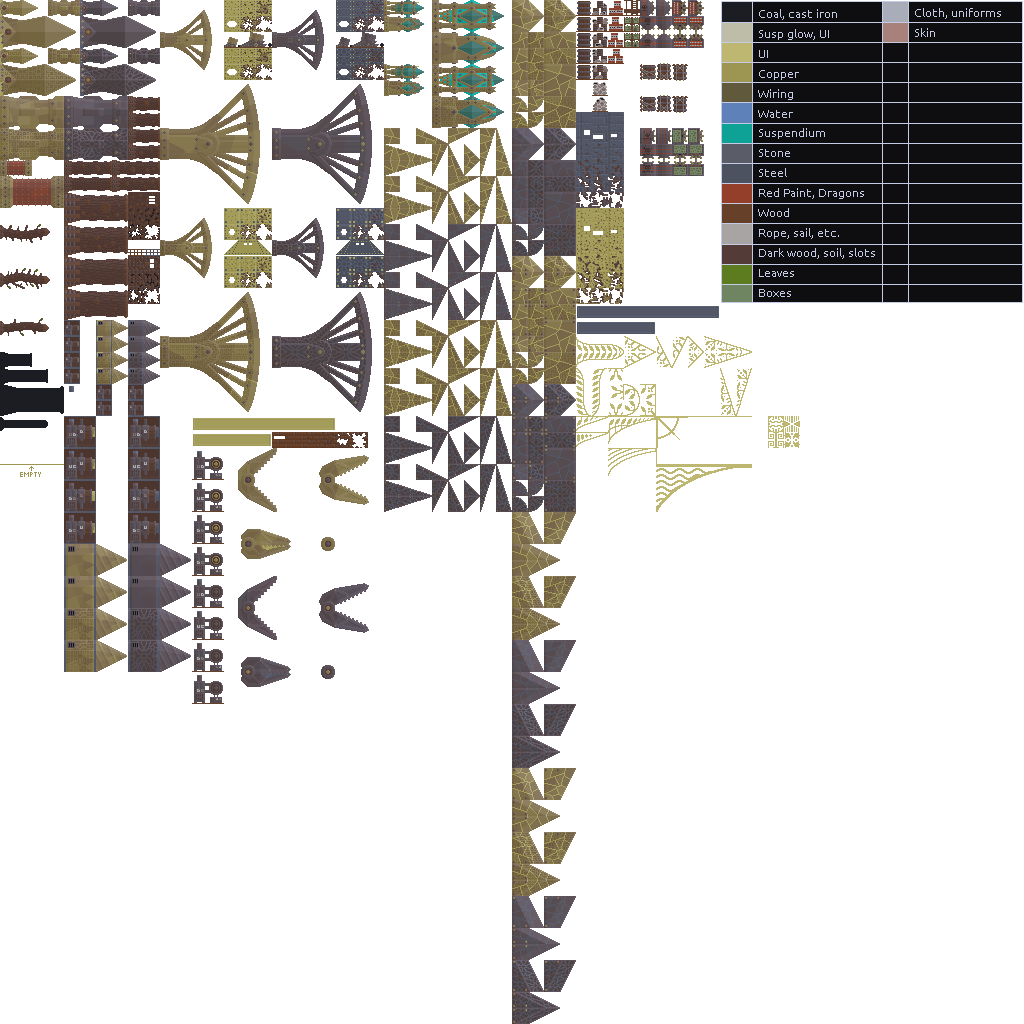 Coal, cast iron
Cloth, uniforms
Susp glow, UI
Skin
UI
Copper
Wiring
Water
Suspendium
Stone
Steel
Red Paint, Dragons
Wood
Rope, sail, etc.
Dark wood, soil, slots
Leaves
Boxes
EMPTY